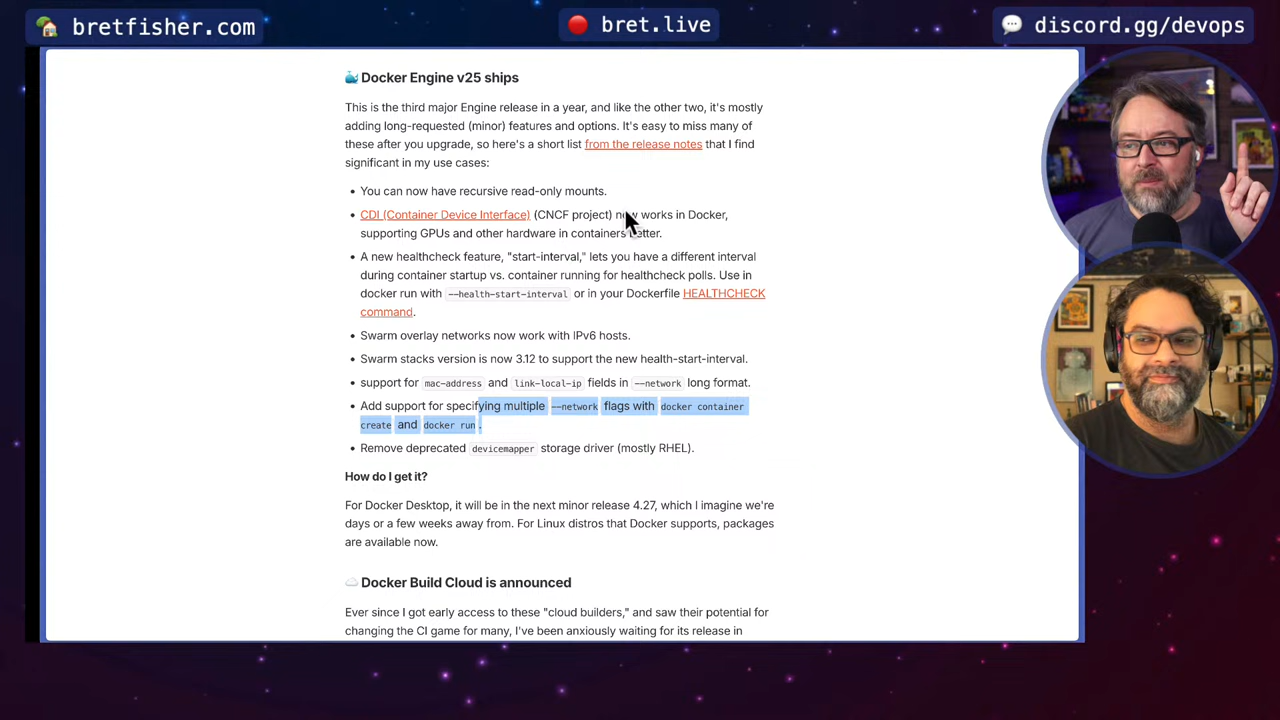 bretfisher.com
bret.live
discord.gg/devops
Docker Engine v25 ships
This is the third major Engine release in a year, and like the other two, it's mostly
adding long-requested (minor) features and options. It's easy to miss many of
these after you upgrade, so here's a short list from the release notes that I find
significant in my use cases:
• You can now have recursive read-only mounts.
• CDI (Container Device Interface) (CNCF project) now works in Docker,
supporting GPUs and other hardware in containers better.
• A new healthcheck feature, "start-interval," lets you have a different interval
during container startup vs. container running for healthcheck polls. Use in
docker run with --health-start-interval or in your Dockerfile HEALTHCHECK
command.
• Swarm overlay networks now work with IPv6 hosts.
• Swarm stacks version is now 3.12 to support the new health-start-interval.
• support for mac-address and link-local-ip fields in --network long format.
• Add support for specifying multiple --network flags with docker container
create and docker run .
• Remove deprecated devicemapper storage driver (mostly RHEL).
How do I get it?
For Docker Desktop, it will be in the next minor release 4.27, which I imagine we're
days or a few weeks away from. For Linux distros that Docker supports, packages
are available now.
Docker Build Cloud is announced
Ever since I got early access to these "cloud builders," and saw their potential for
changing the CI game for many, I've been anxiously waiting for its release in